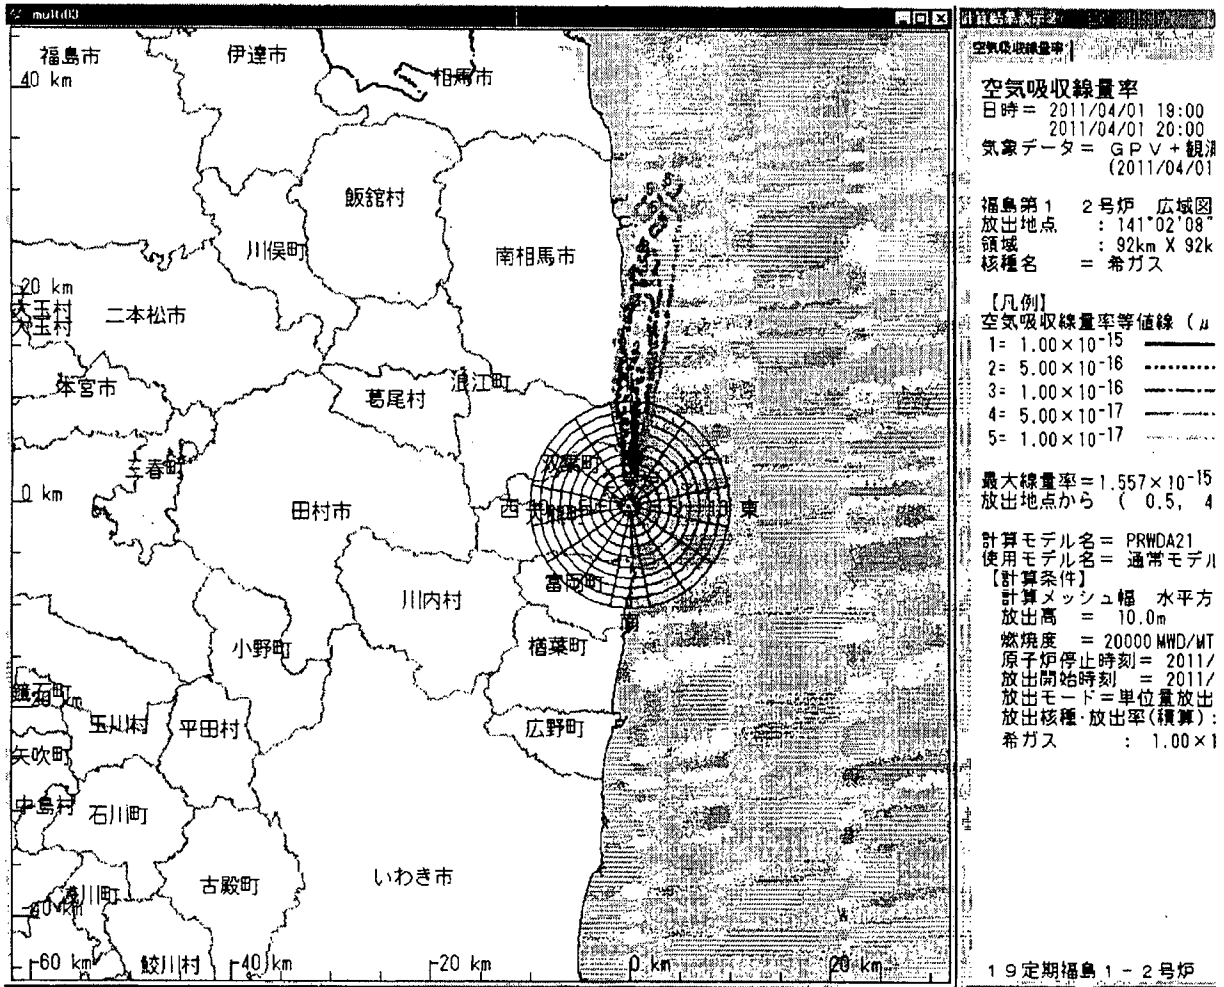 multi03
福島市
伊達市
相馬市
40 km
飯舘村
川俣町
南相馬市
20 km
大玉村
大玉村
二本松市
本宮市
浪江町
葛尾村
三春町
双葉町
0 km
田村市
西
東
川内村
富岡町
南
小野町
楢葉町
鏡石町
-20 km
玉川村
平田村
広野町
矢吹町
中島村
石川町
いわき市
古殿町
浅川町
-40 km
鮫川村
-60 km
-40 km
-20 km
0 km
20 km
計算結果表示2
空気吸収線量率
空気吸収線量率
日時= 2011/04/01 19:00
2011/04/01 20:00
気象データ= GPV+観測
(2011/04/01
福島第1 2号炉 広域図
放出地点 : 141°02'08"
領域 : 92km X 92k
核種名 = 希ガス
【凡例】
空気吸収線量率等値線 (μ
1= 1.00×10-15
2= 5.00×10-16
3= 1.00×10-16
4= 5.00×10-17
5= 1.00×10-17
最大線量率=1.557×10-15
放出地点から ( 0.5, 4
計算モデル名= PRWDA21
使用モデル名= 通常モデル
【計算条件】
計算メッシュ幅 水平方
放出高 = 10.0m
燃焼度 = 20000MWD/MT
原子炉停止時刻= 2011/
放出開始時刻 = 2011/
放出モード=単位量放出
放出核種・放出率(積算):
希ガス : 1.00×1
19定期福島1-2号炉